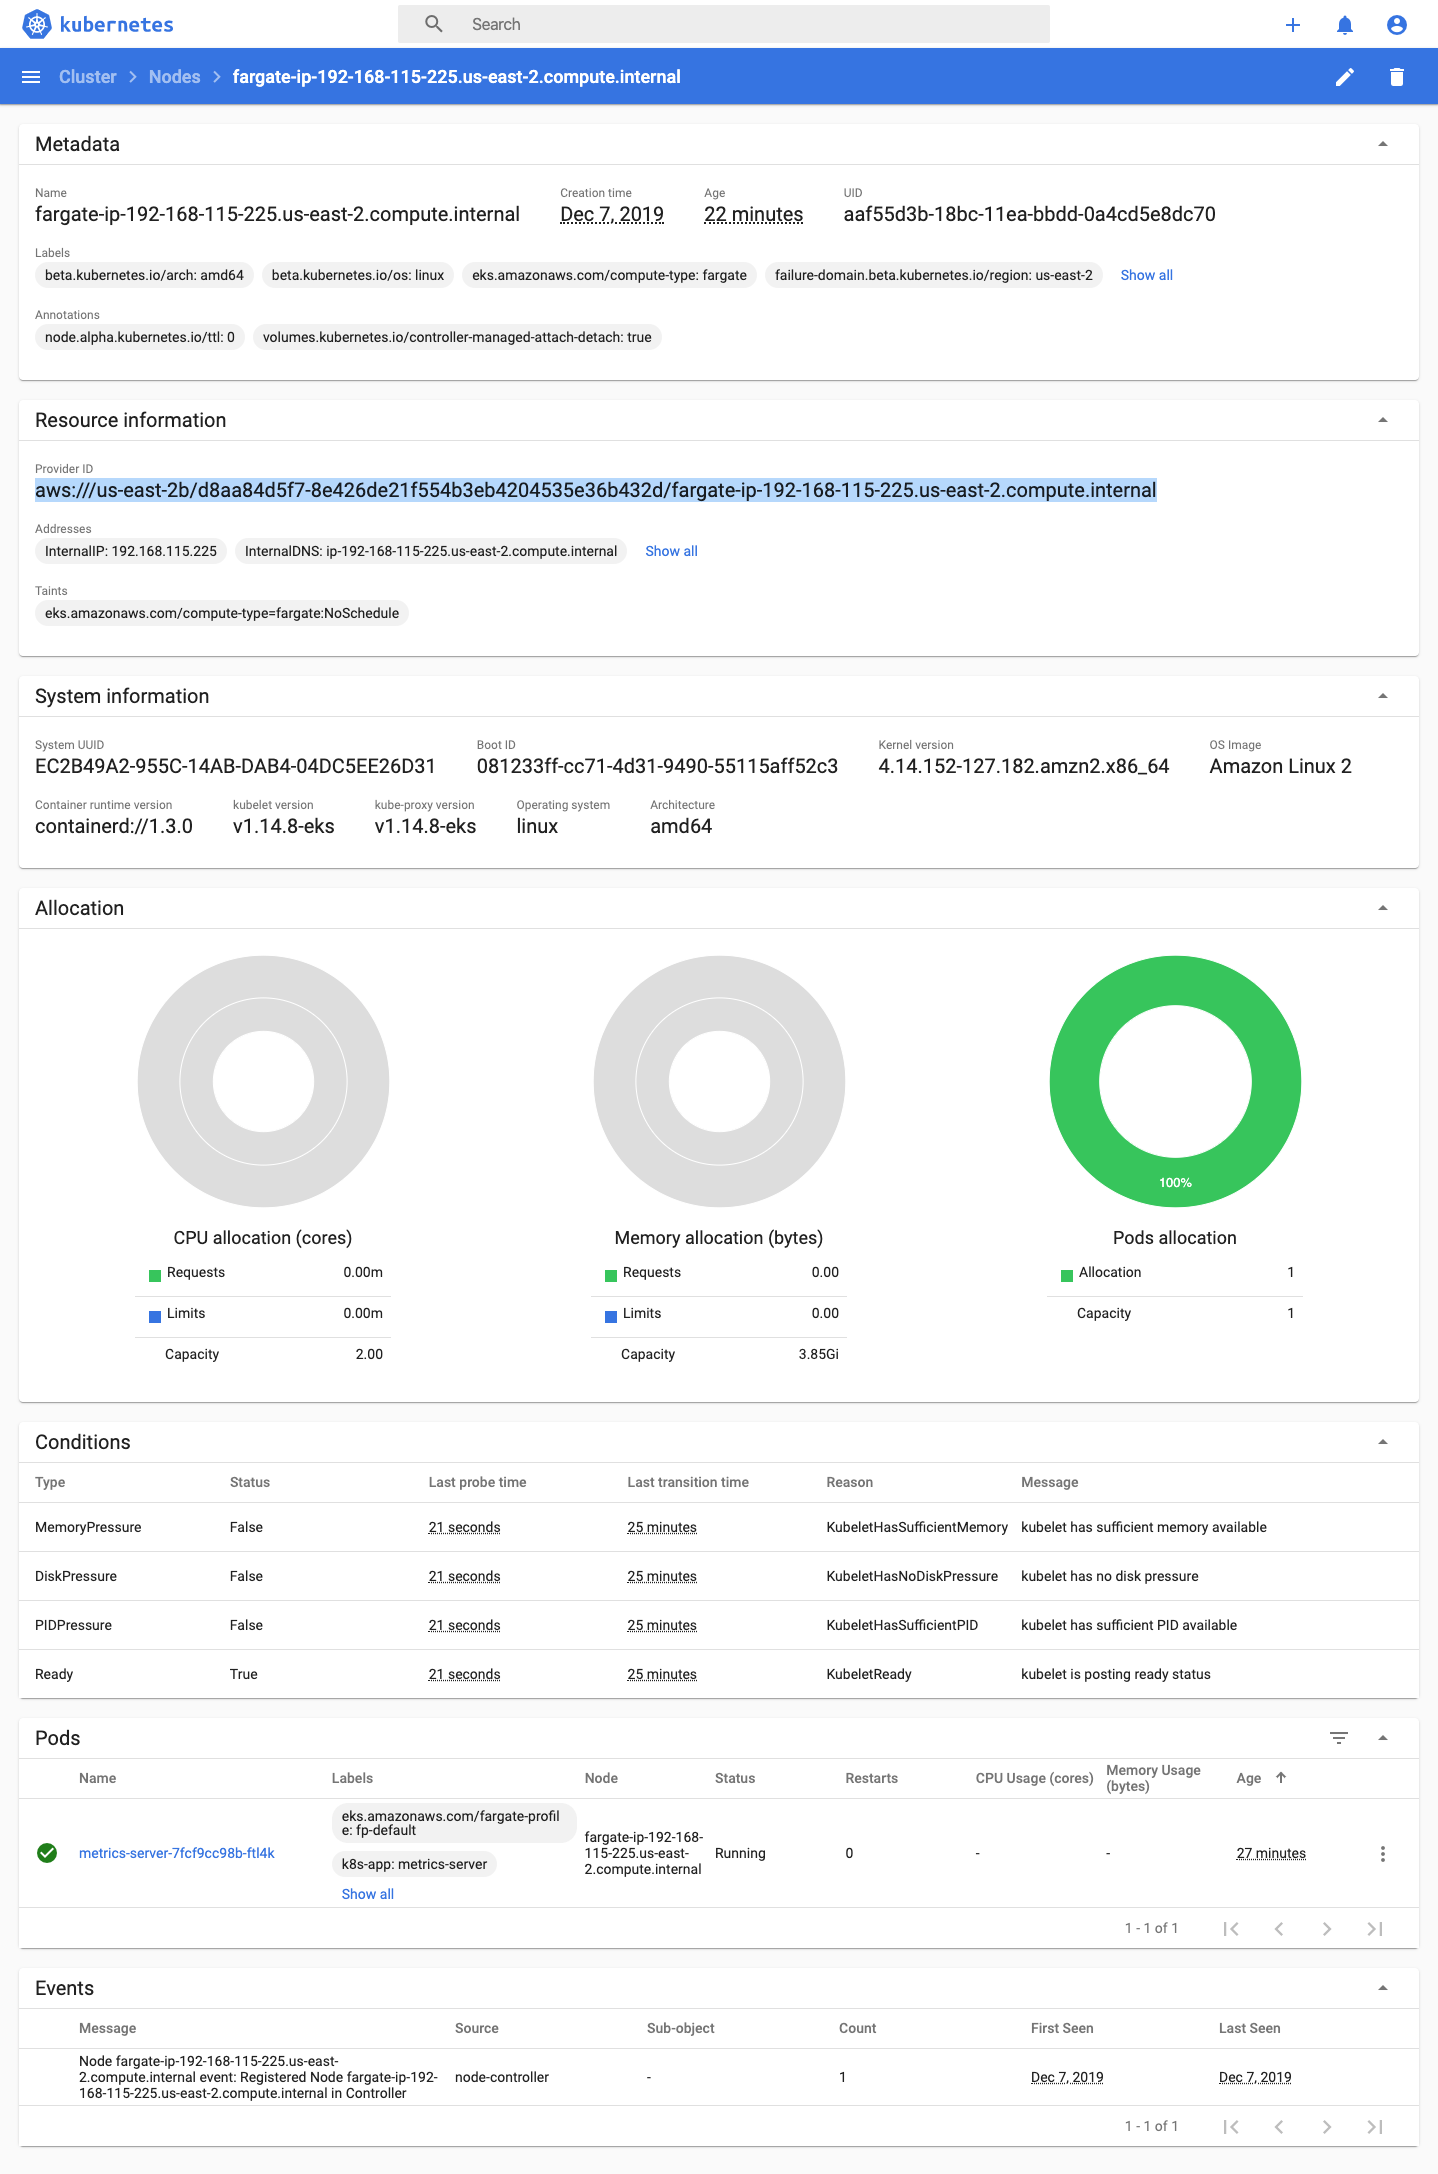 kubernetes
Search
Cluster > Nodes > fargate-ip-192-168-115-225.us-east-2.compute.internal
Metadata
Name Creation time Age UID
fargate-ip-192-168-115-225.us-east-2.compute.internal Dec 7, 2019 22 minutes aaf55d3b-18bc-11ea-bbdd-0a4cd5e8dc70
Labels
beta.kubernetes.io/arch: amd64 beta.kubernetes.io/os: linux eks.amazonaws.com/compute-type: fargate failure-domain.beta.kubernetes.io/region: us-east-2 Show all
Annotations
node.alpha.kubernetes.io/ttl: 0 volumes.kubernetes.io/controller-managed-attach-detach: true
Resource information
Provider ID
aws:///us-east-2b/d8aa84d5f7-8e426de21f554b3eb4204535e36b432d/fargate-ip-192-168-115-225.us-east-2.compute.internal
Addresses
InternalIP: 192.168.115.225 InternalDNS: ip-192-168-115-225.us-east-2.compute.internal Show all
Taints
eks.amazonaws.com/compute-type=fargate:NoSchedule
System information
System UUID Boot ID Kernel version OS Image
EC2B49A2-955C-14AB-DAB4-04DC5EE26D31 081233ff-cc71-4d31-9490-55115aff52c3 4.14.152-127.182.amzn2.x86_64 Amazon Linux 2
Container runtime version kubelet version kube-proxy version Operating system Architecture
containerd://1.3.0 v1.14.8-eks v1.14.8-eks linux amd64
Allocation
100%
CPU allocation (cores) Memory allocation (bytes) Pods allocation
Requests 0.00m Requests 0.00 Allocation 1
Limits 0.00m Limits 0.00 Capacity 1
Capacity 2.00 Capacity 3.85Gi
Conditions
Type Status Last probe time Last transition time Reason Message
MemoryPressure False 21 seconds 25 minutes KubeletHasSufficientMemory kubelet has sufficient memory available
DiskPressure False 21 seconds 25 minutes KubeletHasNoDiskPressure kubelet has no disk pressure
PIDPressure False 21 seconds 25 minutes KubeletHasSufficientPID kubelet has sufficient PID available
Ready True 21 seconds 25 minutes KubeletReady kubelet is posting ready status
Pods
Name Labels Node Status Restarts CPU Usage (cores) Memory Usage (bytes) Age
metrics-server-7fcf9cc98b-ftl4k
eks.amazonaws.com/fargate-profil
e: fp-default
k8s-app: metrics-server
Show all
fargate-ip-192-168-
115-225.us-east-
2.compute.internal
Running 0 - - 27 minutes
1 - 1 of 1
Events
Message Source Sub-object Count First Seen Last Seen
Node fargate-ip-192-168-115-225.us-east-
2.compute.internal event: Registered Node fargate-ip-192-
168-115-225.us-east-2.compute.internal in Controller
node-controller - 1 Dec 7, 2019 Dec 7, 2019
1 - 1 of 1